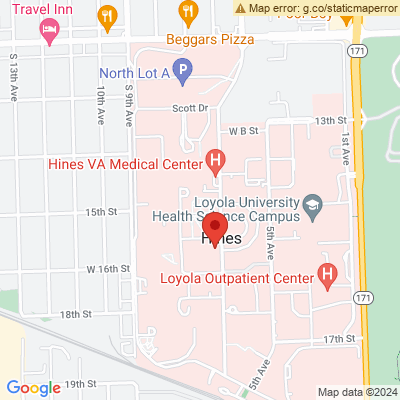 Travel Inn
Map error: g.co/staticmaperror
Beggars Pizza
171
North Lot A
P
S 13th Ave
10th Ave
S 9th Ave
Scott Dr
13th St
W B St
1st Ave
Hines VA Medical Center
H
Loyola University
Health Science Campus
15th St
5th Ave
Hines
W 16th St
Loyola Outpatient Center
H
171
18th St
17th St
5th Ave
19th St
Google
Map data ©2024